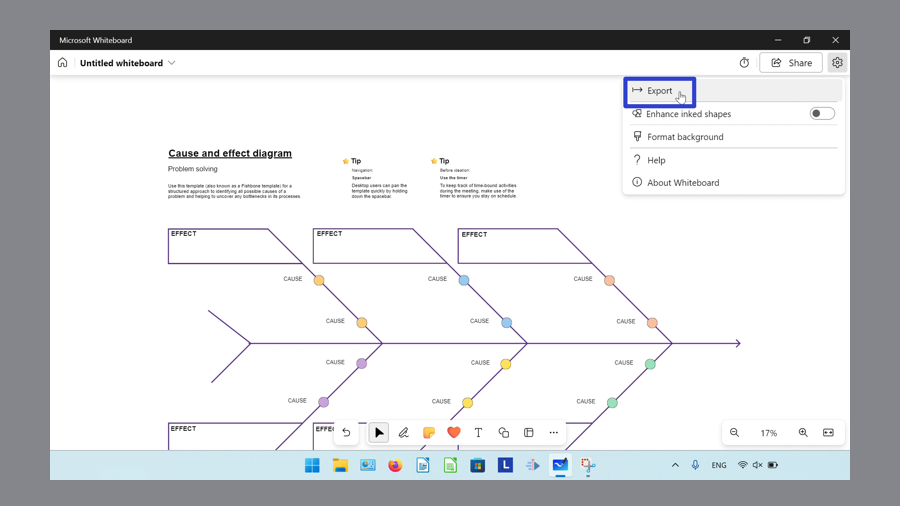 Microsoft Whiteboard
Untitled whiteboard
Share
Export
Enhance inked shapes
Format background
Help
About Whiteboard
Cause and effect diagram
Problem solving
Use this template (also known as a Fishbone template) for a
structured approach to identifying all possible causes of a
problem and helping to uncover any bottlenecks in its processes
Tip
Navigation
Spacebar
Desktop users can pan the
template quickly by holding
down the spacebar.
Tip
Before ideation
Use the timer
To keep track of time-bound activities
during the meeting, make use of the
timer to ensure you stay on schedule
EFFECT
EFFECT
EFFECT
CAUSE
CAUSE
CAUSE
CAUSE
CAUSE
CAUSE
CAUSE
CAUSE
CAUSE
CAUSE
CAUSE
CAUSE
EFFECT
EFFEC
T
17%
L
ENG